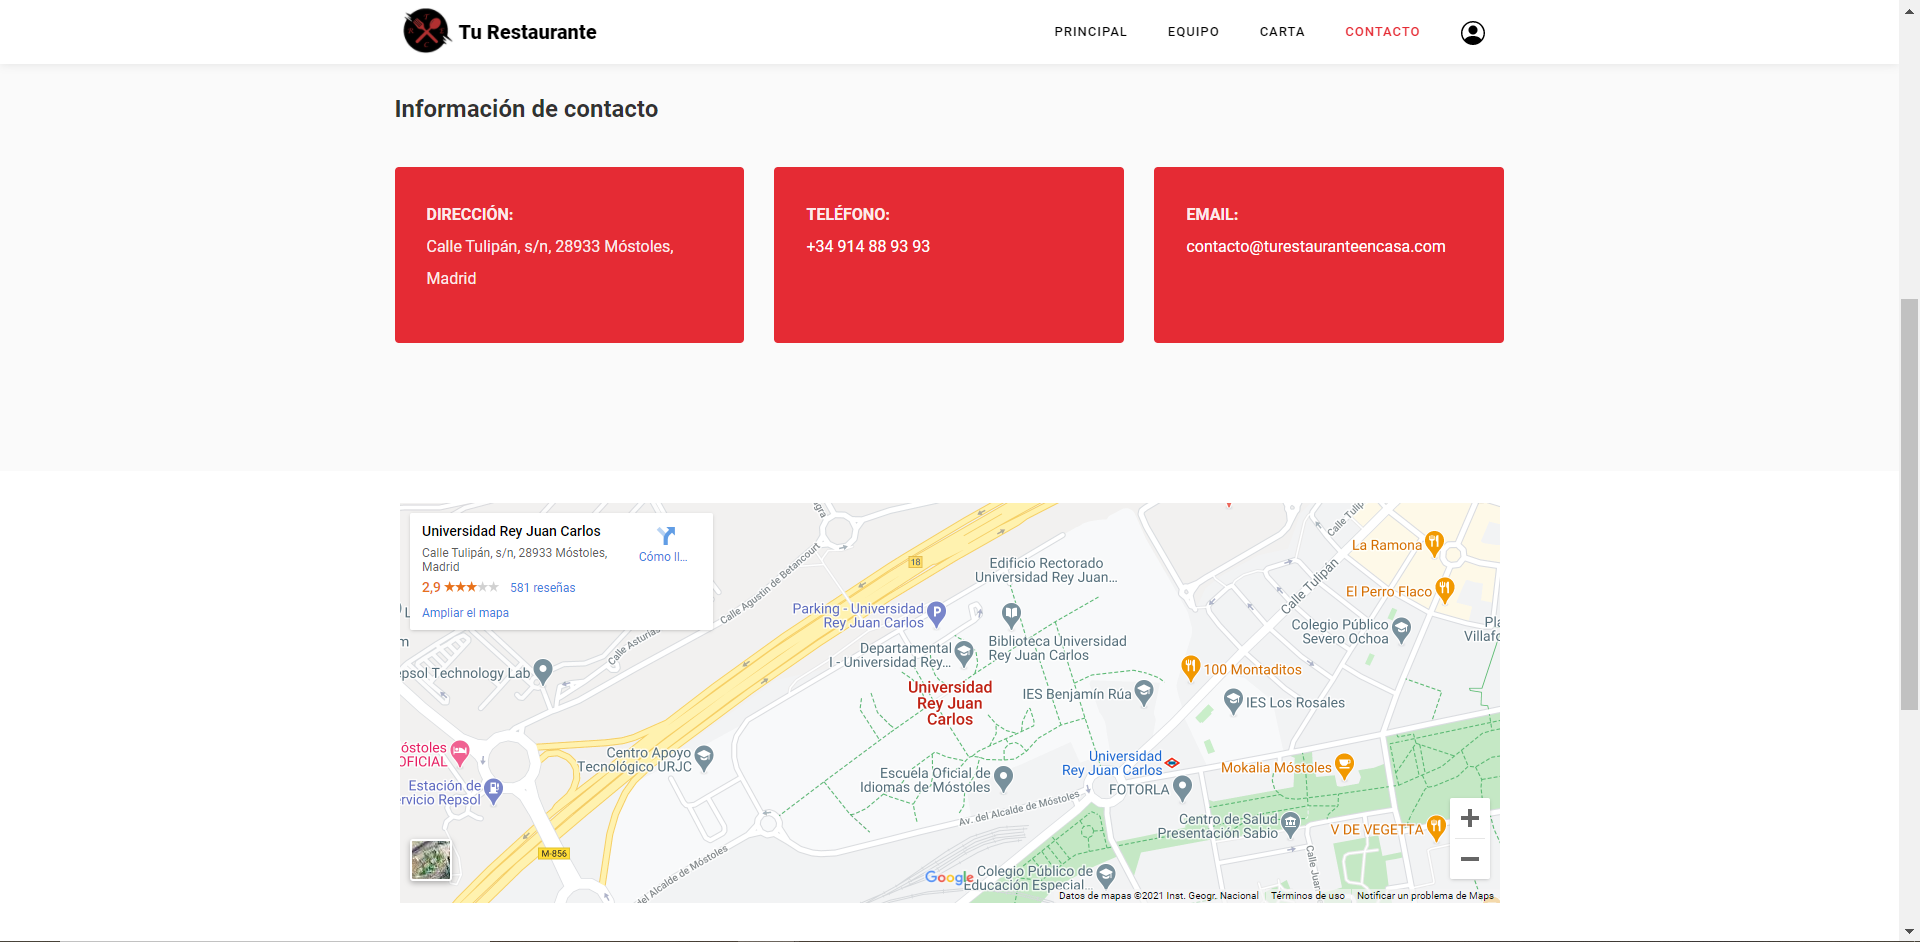 Tu Restaurante
PRINCIPAL
EQUIPO
CARTA
CONTACTO
Información de contacto
DIRECCIÓN:
Calle Tulipán, s/n, 28933 Móstoles,
Madrid
TELÉFONO:
+34 914 88 93 93
EMAIL:
contacto@turestauranteencasa.com
Universidad Rey Juan Carlos
Calle Tulipán, s/n, 28933 Móstoles,
Madrid
2,9
581 reseñas
Ampliar el mapa
Cómo ll...
18
Calle Agustín de Betancourt
Calle Asturias
Edificio Rectorado
Universidad Rey Juan...
Calle Tulip
Calle Tulipán
La Ramona
El Perro Flaco
Parking - Universidad
Rey Juan Carlos
P
Biblioteca Universidad
Rey Juan Carlos
Colegio Público
Severo Ochoa
Pla
Villafo
Departamental
I - Universidad Rey...
epsol Technology Lab
100 Montaditos
Universidad
Rey Juan
Carlos
IES Benjamín Rúa
IES Los Rosales
óstoles
OFICIAL
Centro Apoyo
Tecnológico URJC
Universidad
Rey Juan Carlos
Mokalia Móstoles
Estación de
ervicio Repsol
Escuela Oficial de
Idiomas de Móstoles
FOTORLA
Av. del Alcalde de Móstoles
Centro de Salud
Presentación Sabio
V DE VEGETTA
M-856
del Alcalde de Móstoles
Calle Juan
Google
Colegio Público de
Educación Especial...
Datos de mapas ©2021 Inst. Geogr. Nacional
Términos de uso
Notificar un problema de Maps